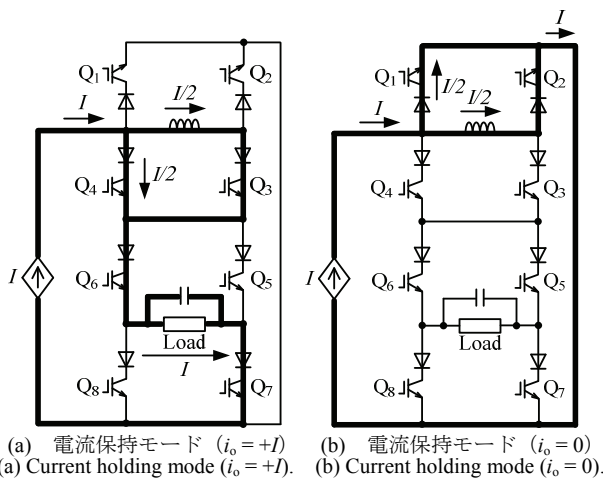 I
Q1
Q2
I
I/2
I/2
Q4
Q3
Q6
Q5
I
Load
I
Q8
Q7
I
Q1
I/2
Q2
I
I/2
Q4
Q3
Q6
Q5
I
Load
Q8
Q7
(a) 電流保持モード（io = +I）
(b) 電流保持モード（io = 0）
(a) Current holding mode (io = +I).
(b) Current holding mode (io = 0).